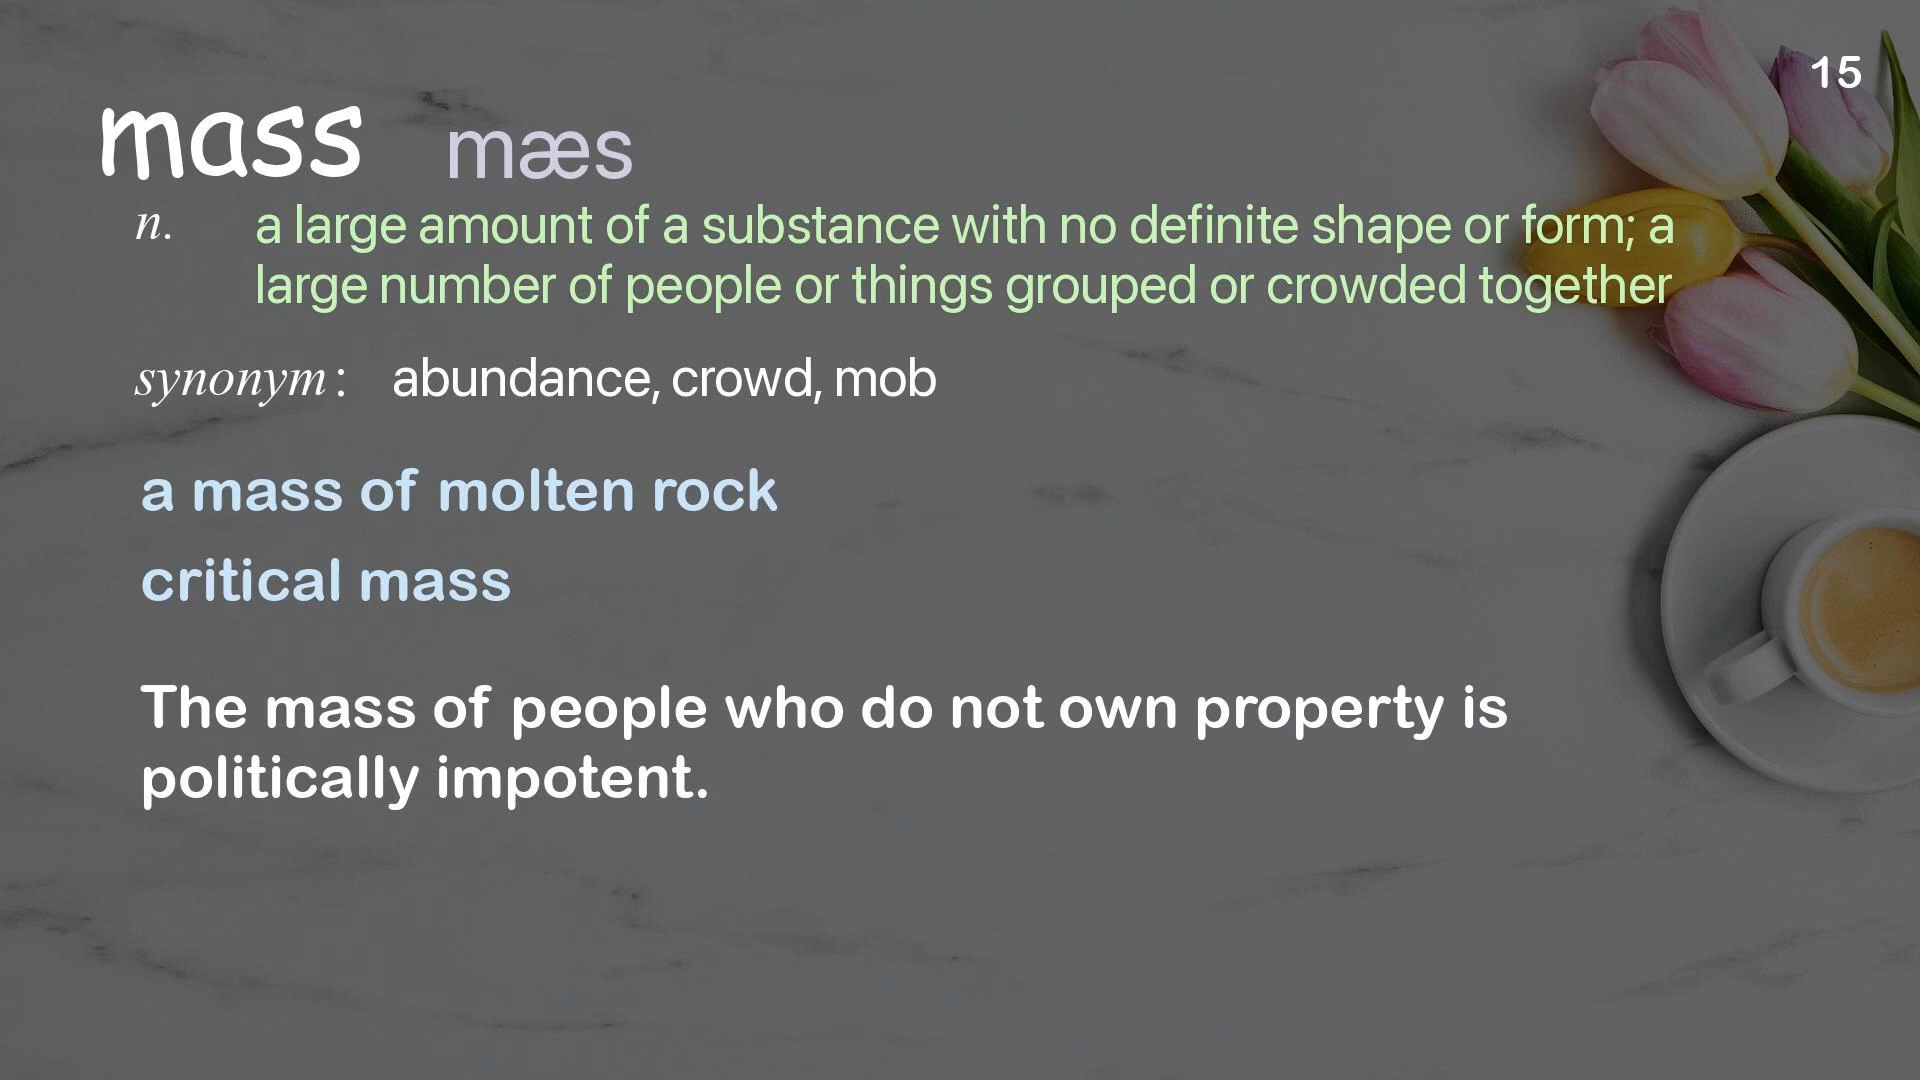 15
mass mæs
n. a large amount of a substance with no definite shape or form; a
large number of people or things grouped or crowded together
synonym: abundance, crowd, mob
a mass of molten rock
critical mass
The mass of people who do not own property is
politically impotent.